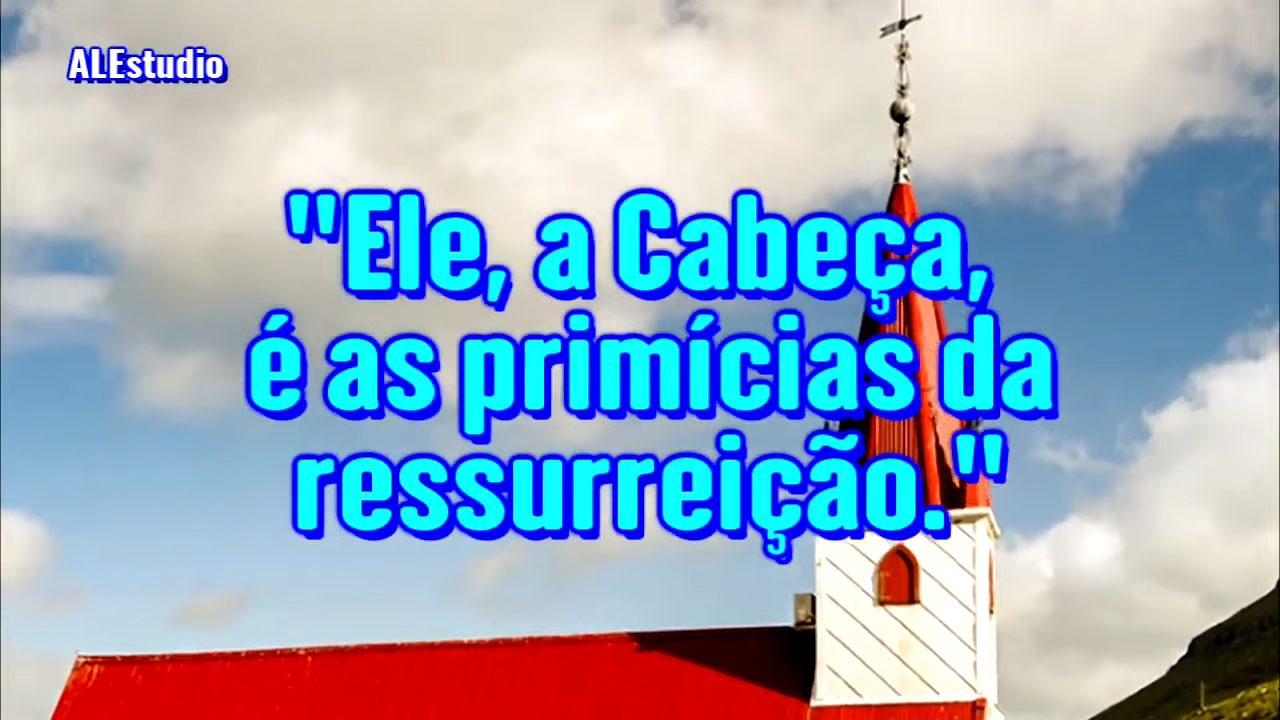 ALEstudio
"Ele, a Cabeça,
é as primícias da
ressurreição."